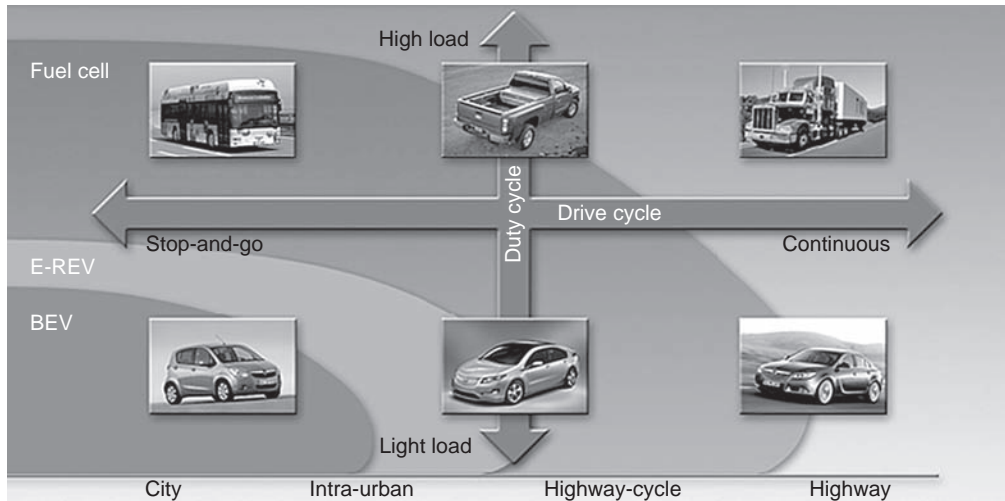 High load
Fuel cell
Duty cycle
Drive cycle
Stop-and-go
Continuous
E-REV
BEV
Light load
City
Intra-urban
Highway-cycle
Highway